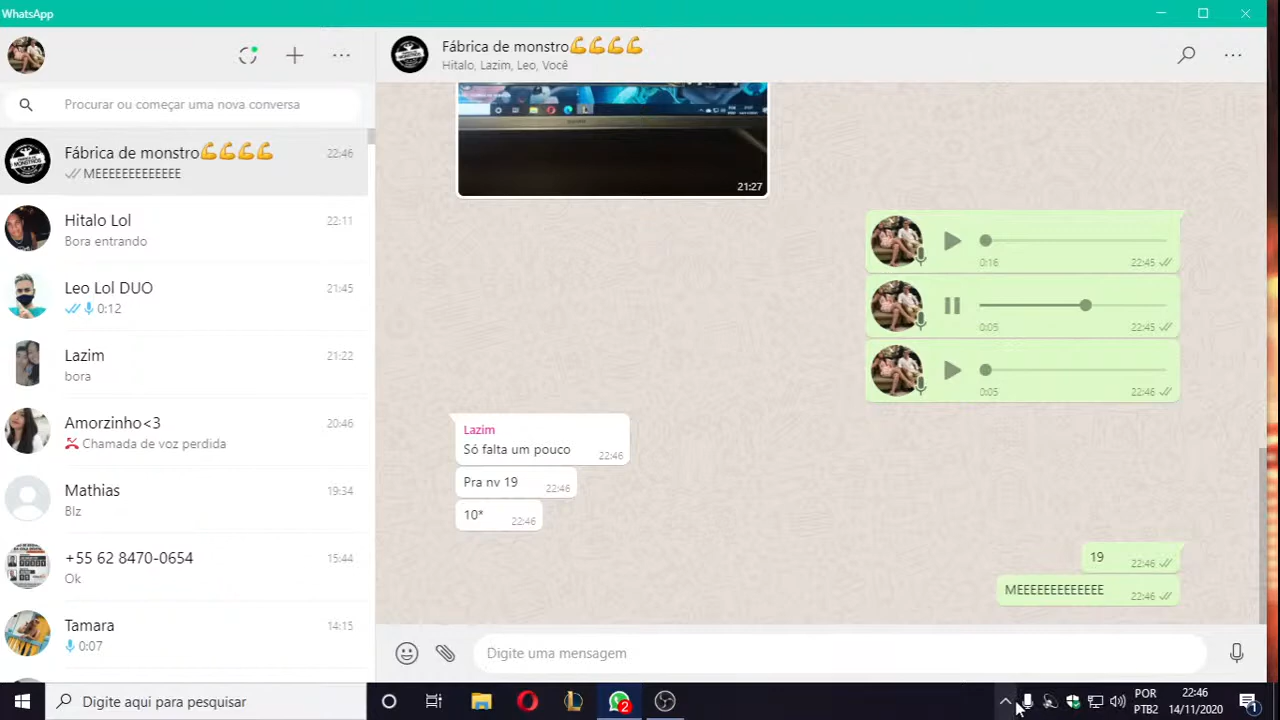 WhatsApp
Fábrica de monstro💪💪💪💪
Hitalo, Lazim, Leo, Você
Procurar ou começar uma nova conversa
Fábrica de monstro💪💪💪💪 22:46
MEEEEEEEEEEEEE
Hitalo Lol 22:11
Bora entrando
Leo Lol DUO 21:45
0:12
Lazim 21:22
bora
Amorzinho<3 20:46
Chamada de voz perdida
Mathias 19:34
Blz
+55 62 8470-0654 15:44
Ok
Tamara 14:15
0:07
21:27
0:16 22:45
0:05 22:45
0:05 22:46
Lazim
Só falta um pouco 22:46
Pra nv 19 22:46
10* 22:46
19 22:46
MEEEEEEEEEEEEE 22:46
Digite uma mensagem
Digite aqui para pesquisar
2
POR
PTB2
22:46
14/11/2020
1